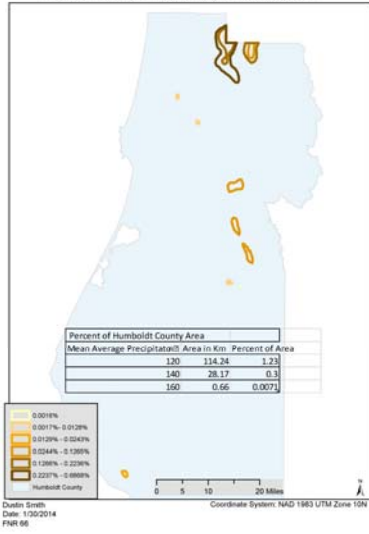 Percent of Humboldt County Area
Mean Average Precipitation Area in Km Percent of Area
120 114.24 1.23
140 28.17 0.3
160 0.66 0.0071
0.0016%
0.0017% - 0.0128%
0.0129% - 0.0243%
0.0244% - 0.1265%
0.1266% - 0.2236%
0.2237% - 0.6988%
Humboldt County
0 5 10 20 Miles
N
Dustin Smith
Date: 1/30/2014
FNR 66
Coordinate System: NAD 1983 UTM Zone 10N